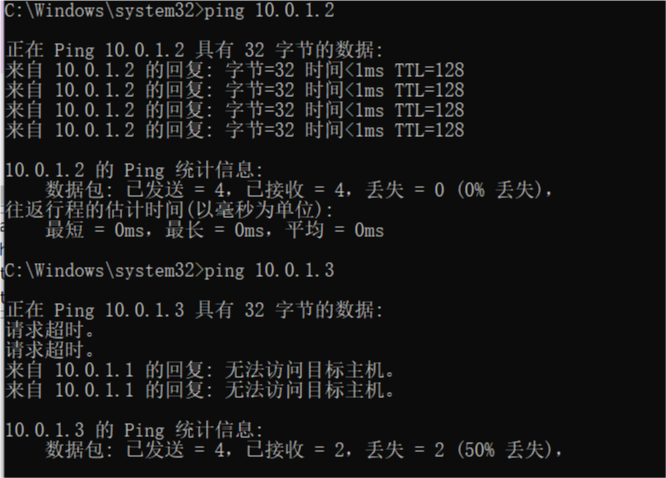 C:\Windows\system32>ping 10.0.1.2
正在 Ping 10.0.1.2 具有 32 字节的数据:
来自 10.0.1.2 的回复: 字节=32 时间<1ms TTL=128
来自 10.0.1.2 的回复: 字节=32 时间<1ms TTL=128
来自 10.0.1.2 的回复: 字节=32 时间<1ms TTL=128
来自 10.0.1.2 的回复: 字节=32 时间<1ms TTL=128
10.0.1.2 的 Ping 统计信息:
数据包: 已发送 = 4，已接收 = 4，丢失 = 0 (0% 丢失)，
往返行程的估计时间(以毫秒为单位):
最短 = 0ms，最长 = 0ms，平均 = 0ms
C:\Windows\system32>ping 10.0.1.3
正在 Ping 10.0.1.3 具有 32 字节的数据:
请求超时。
请求超时。
来自 10.0.1.1 的回复: 无法访问目标主机。
来自 10.0.1.1 的回复: 无法访问目标主机。
10.0.1.3 的 Ping 统计信息:
数据包: 已发送 = 4，已接收 = 2，丢失 = 2 (50% 丢失)，